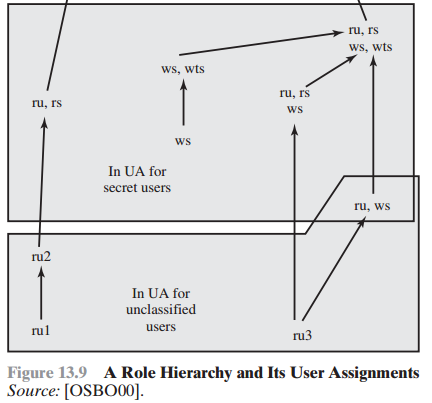 ru, rs
ws, wts
ws, wts
ru, rs
ws
ru, rs
ws
In UA for
secret users
ru, ws
ru2
In UA for
unclassified
users
ru1
ru3
Figure 13.9 A Role Hierarchy and Its User Assignments
Source: [OSBO00].